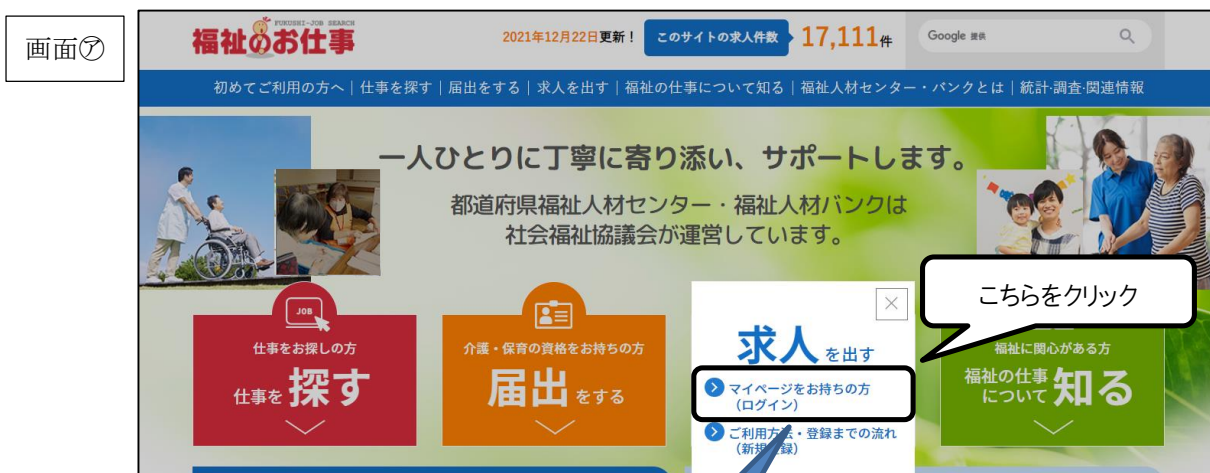 画面㋐
FUKUSHI-JOB SEARCH
福祉のお仕事
2021年12月22日更新！
このサイトの求人件数
17,111件
Google 提供
初めてご利用の方へ｜仕事を探す｜届出をする｜求人を出す｜福祉の仕事について知る｜福祉人材センター・バンクとは｜統計·調査·関連情報
一人ひとりに丁寧に寄り添い、サポートします。
都道府県福祉人材センター・福祉人材バンクは
社会福祉協議会が運営しています。
こちらをクリック
JOB
仕事をお探しの方
仕事を探す
介護・保育の資格をお持ちの方
届出をする
求人を出す
マイページをお持ちの方
（ログイン）
ご利用方法・登録までの流れ
（新規登録）
福祉に関心がある方
福祉の仕事
について知る